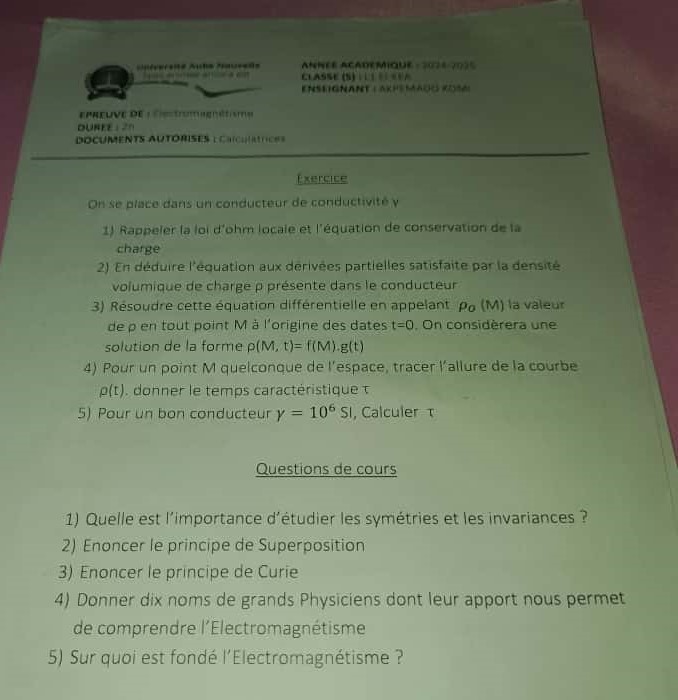 Université Aube Nouvelle
ANNEE ACADEMIQUE : 2024-2025
CLASSE (S) : L1
ENSEIGNANT : AKPEMADO KOMI
EPREUVE DE : Electromagnétisme
DUREE : 2h
DOCUMENTS AUTORISES : Calculatrices
Exercice
On se place dans un conducteur de conductivité γ
1) Rappeler la loi d'ohm locale et l'équation de conservation de la
charge
2) En déduire l'équation aux dérivées partielles satisfaite par la densité
volumique de charge ρ présente dans le conducteur
3) Résoudre cette équation différentielle en appelant ρ₀ (M) la valeur
de ρ en tout point M à l'origine des dates t=0. On considèrera une
solution de la forme ρ(M, t)= f(M).g(t)
4) Pour un point M quelconque de l'espace, tracer l'allure de la courbe
ρ(t). donner le temps caractéristique τ
5) Pour un bon conducteur γ = 10⁶ SI, Calculer τ
Questions de cours
1) Quelle est l'importance d'étudier les symétries et les invariances ?
2) Enoncer le principe de Superposition
3) Enoncer le principe de Curie
4) Donner dix noms de grands Physiciens dont leur apport nous permet
de comprendre l'Electromagnétisme
5) Sur quoi est fondé l'Electromagnétisme ?